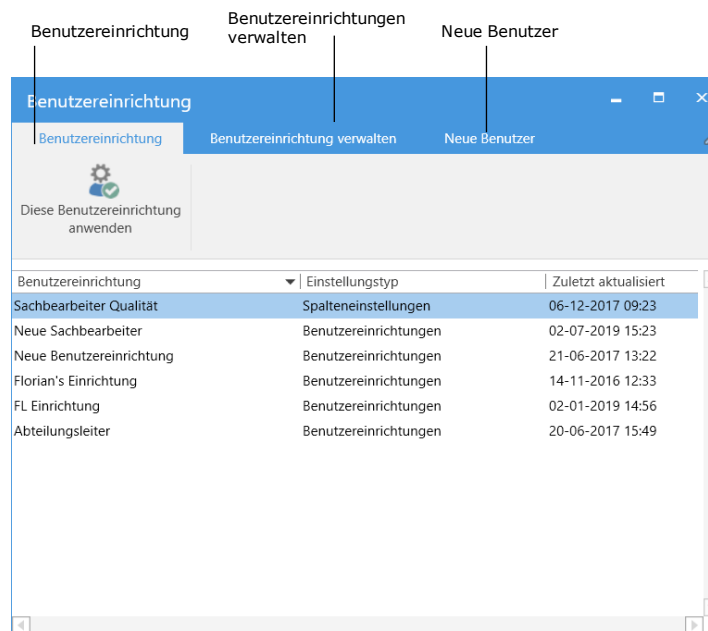 Benutzereinrichtung
Benutzereinrichtungen
verwalten
Neue Benutzer
Benutzereinrichtung
Benutzereinrichtung Benutzereinrichtung verwalten Neue Benutzer
Diese Benutzereinrichtung
anwenden
Benutzereinrichtung Einstellungstyp Zuletzt aktualisiert
Sachbearbeiter Qualität Spalteneinstellungen 06-12-2017 09:23
Neue Sachbearbeiter Benutzereinrichtungen 02-07-2019 15:23
Neue Benutzereinrichtung Benutzereinrichtungen 21-06-2017 13:22
Florian's Einrichtung Benutzereinrichtungen 14-11-2016 12:33
FL Einrichtung Benutzereinrichtungen 02-01-2019 14:56
Abteilungsleiter Benutzereinrichtungen 20-06-2017 15:49